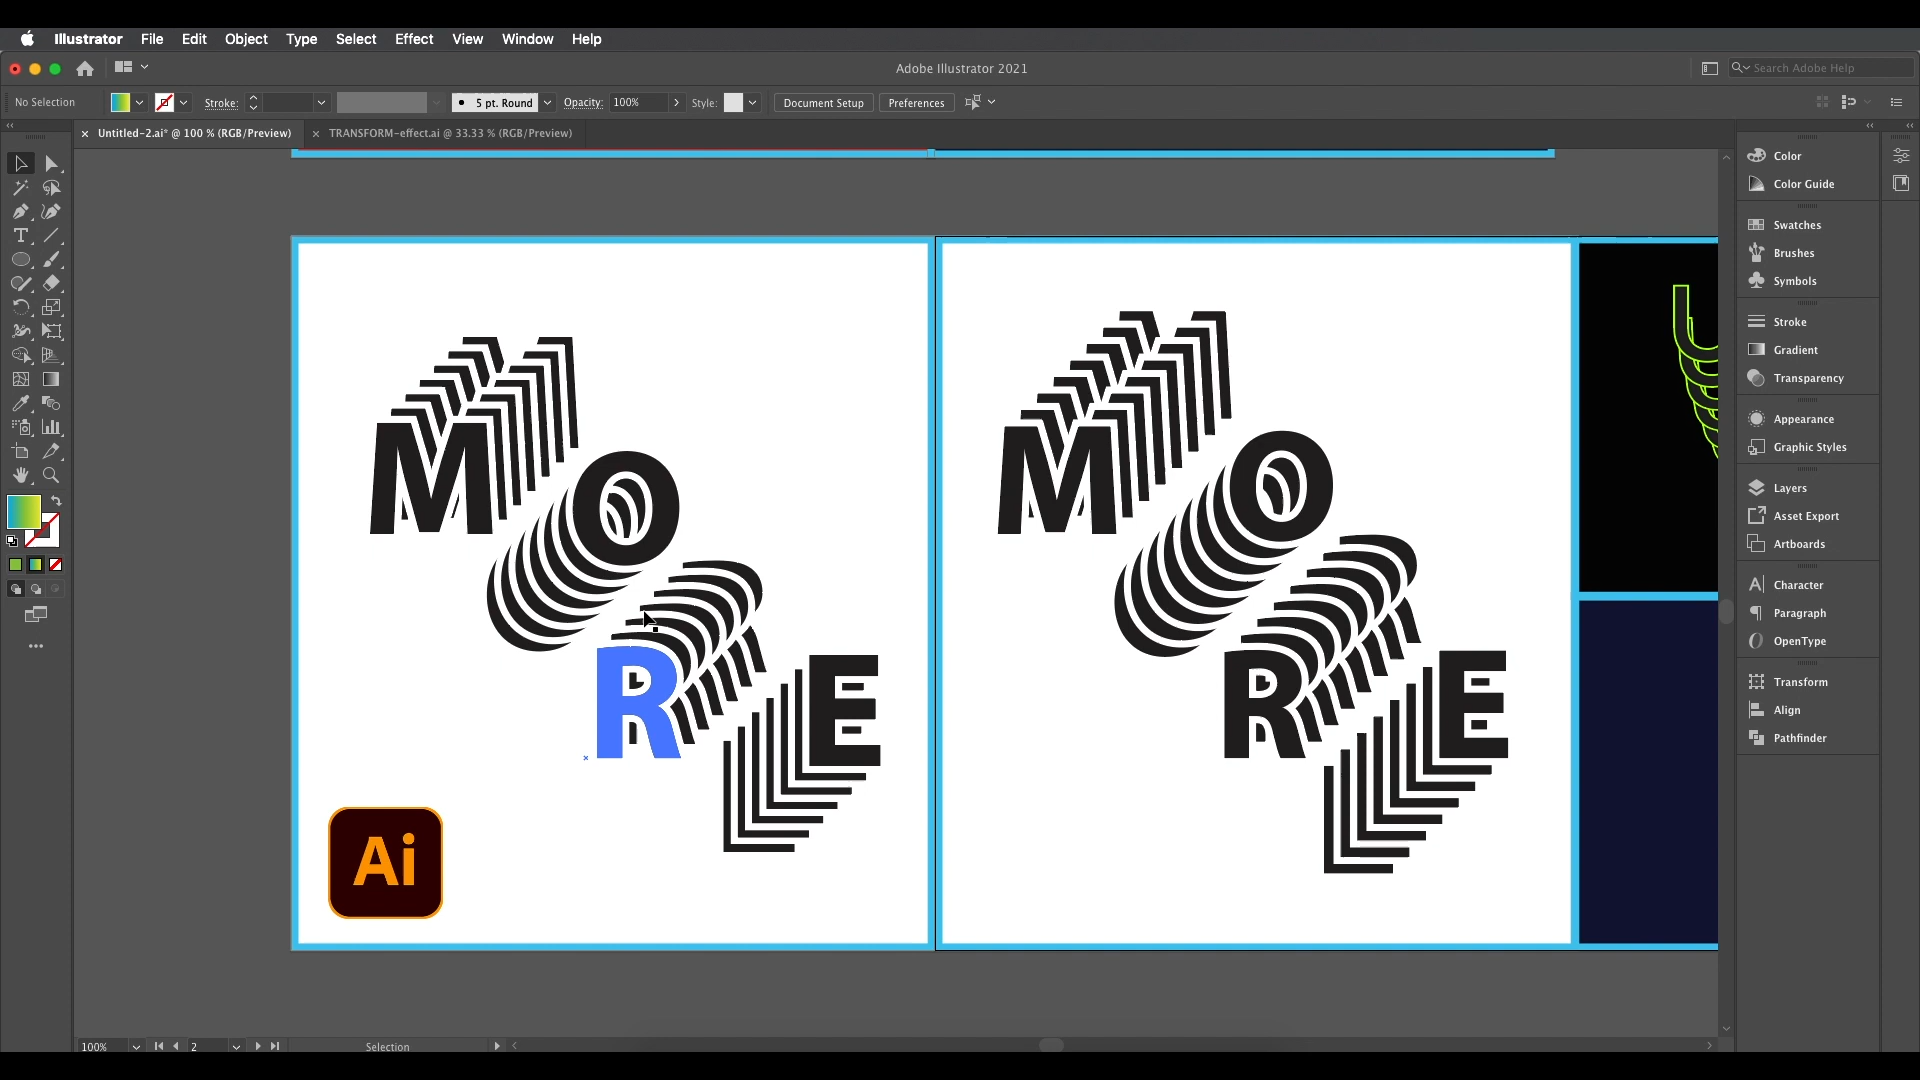 Illustrator File Edit Object Type Select Effect View Window Help
Adobe Illustrator 2021
Search Adobe Help
No Selection Stroke: 5 pt. Round Opacity: 100% Style: Document Setup Preferences
× Untitled-2.ai* @ 100 % (RGB/Preview) × TRANSFORM-effect.ai @ 33.33 % (RGB/Preview)
Color
Color Guide
Swatches
Brushes
Symbols
Stroke
Gradient
Transparency
Appearance
Graphic Styles
Layers
Asset Export
Artboards
Character
Paragraph
OpenType
Transform
Align
Pathfinder
MORE
MORE
Ai
100% 2 Selection